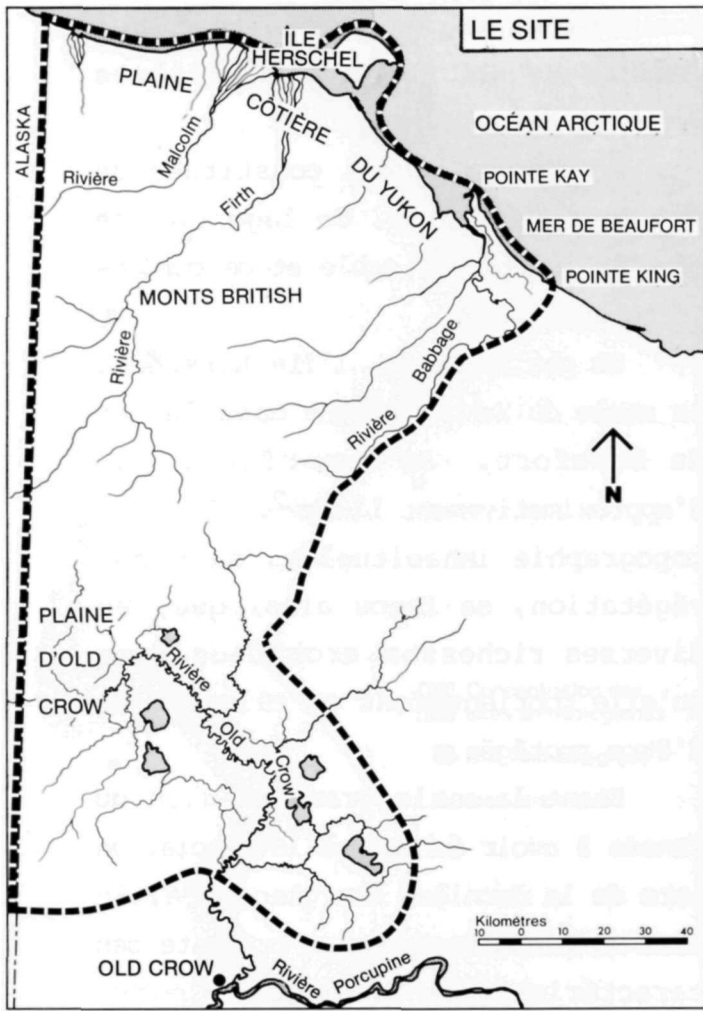 LE SITE
ÎLE
HERSCHEL
PLAINE
CÔTIÈRE
DU YUKON
OCÉAN ARCTIQUE
ALASKA
Rivière
Malcolm
Firth
POINTE KAY
MER DE BEAUFORT
POINTE KING
MONTS BRITISH
Rivière
Babbage
Rivière
N
PLAINE
D'OLD
CROW
Rivière
Old
Crow
Kilomètres
10 0 10 20 30 40
OLD CROW
Rivière
Porcupine